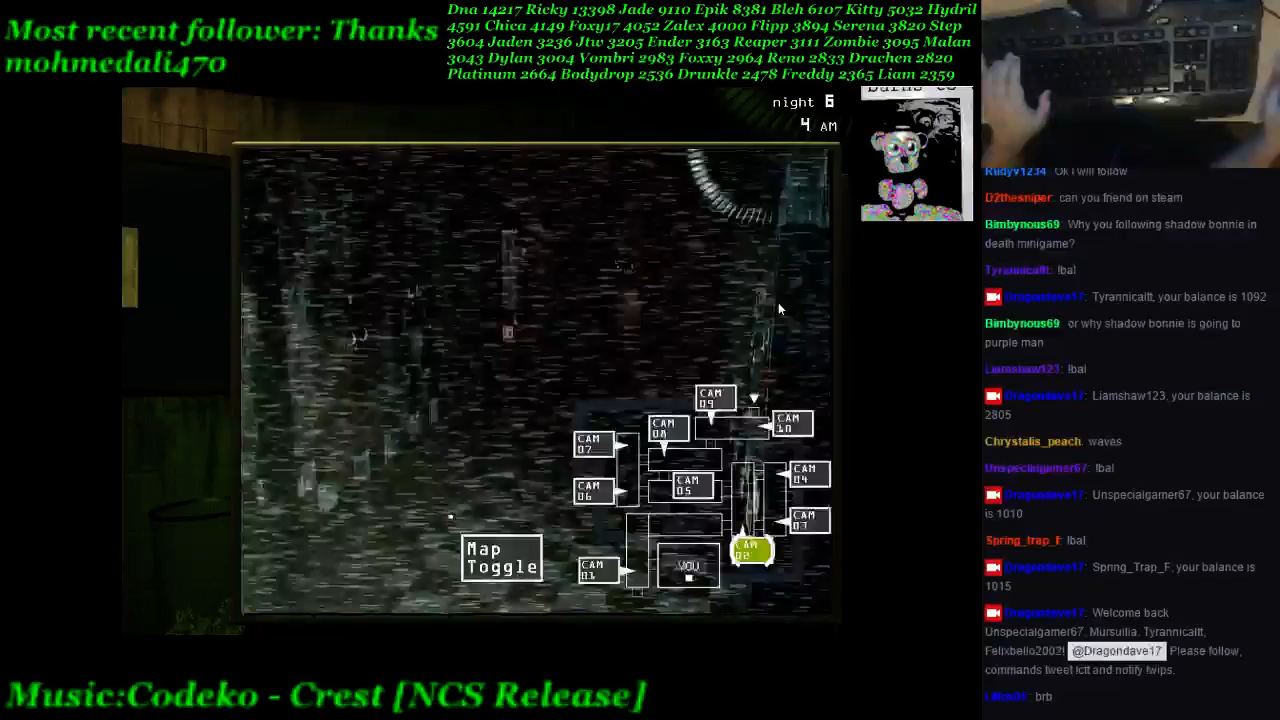 Most recent follower: Thanks
mohmedali470
Dna 14217 Ricky 13398 Jade 9110 Epik 8381 Bleh 6107 Kitty 5032 Hydril
4591 Chica 4149 Foxy17 4052 Zalex 4000 Flipp 3894 Serena 3820 Step
3604 Jaden 3236 Jtw 3205 Ender 3163 Reaper 3111 Zombie 3095 Malan
3043 Dylan 3004 Vombri 2983 Foxxy 2964 Reno 2833 Drachen 2820
Platinum 2664 Bodydrop 2536 Drunkle 2478 Freddy 2365 Liam 2359
night 6
4 AM
CAM 09
CAM 10
CAM 08
CAM 07
CAM 04
CAM 05
CAM 06
CAM 03
CAM 02
CAM 01
YOU
Map
Toggle
Rudyv1234: Ok i will follow
D2thesniper: can you friend on steam
Bimbynous69: Why you following shadow bonnie in
death minigame?
Tyrannicaltt: !bal
Dragondave17: Tyrannicaltt, your balance is 1092
Bimbynous69: or why shadow bonnie is going to
purple man
Liamshaw123: !bal
Dragondave17: Liamshaw123, your balance is
2805
Chrystalis_peach: waves
Unspecialgamer67: !bal
Dragondave17: Unspecialgamer67, your balance
is 1010
Spring_trap_F: !bal
Dragondave17: Spring_Trap_F, your balance is
1015
Dragondave17: Welcome back
Unspecialgamer67, Mursuilia, Tyrannicaltt,
Felixbello2002! @Dragondave17 Please follow,
commands tweet !ctt and notify !wips.
brb
Music:Codeko - Crest [NCS Release]